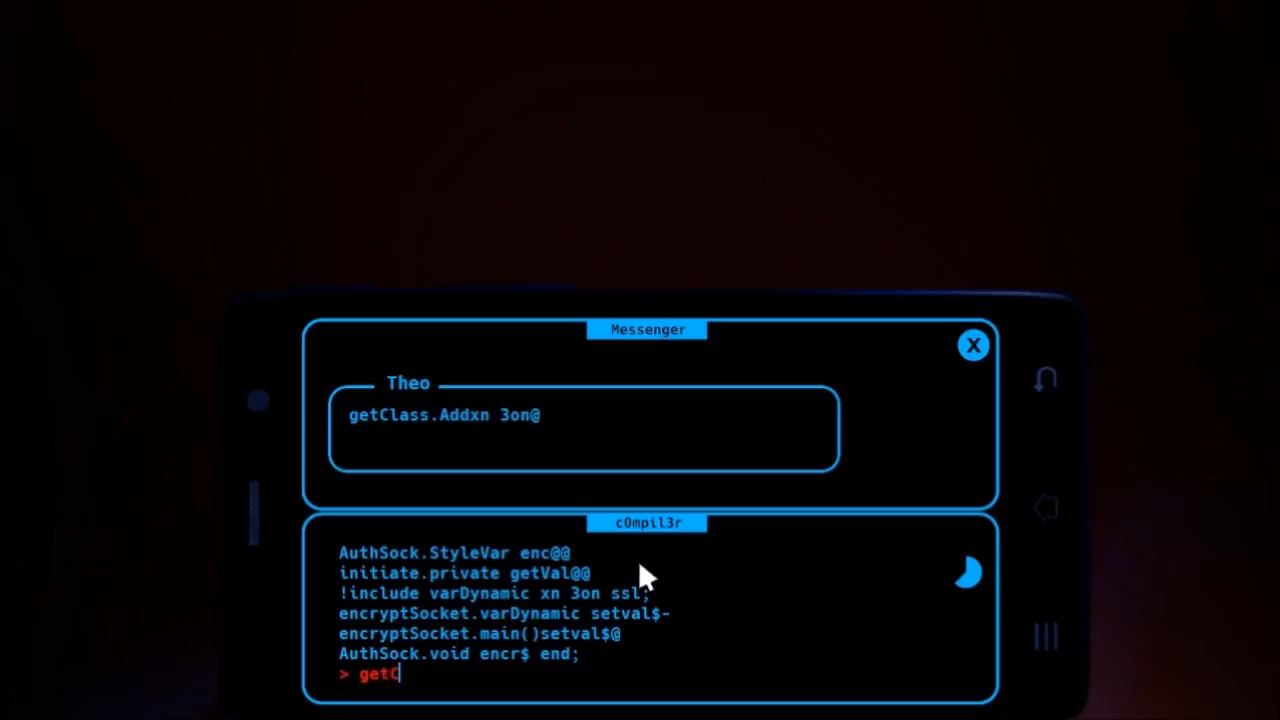 Messenger
X
Theo
getClass.Addxn 3on@
c0mpil3r
AuthSock.StyleVar enc@@
initiate.private getVal@@
!include varDynamic xn 3on ssl;
encryptSocket.varDynamic setval$-
encryptSocket.main()setval$@
AuthSock.void encr$ end;
> getC